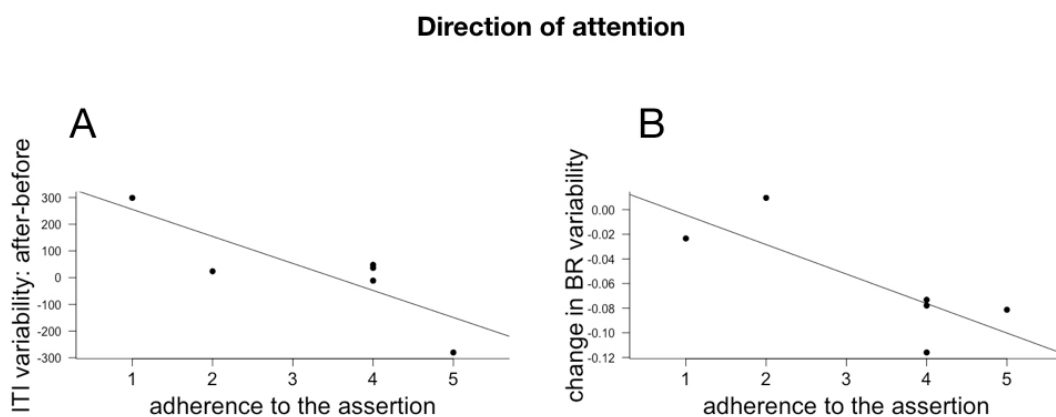 Direction of attention
A
ITI variability: after-before
300
200
100
0
-100
-200
-300
1 2 3 4 5
adherence to the assertion
B
change in BR variability
0.00
-0.02
-0.04
-0.06
-0.08
-0.10
-0.12
1 2 3 4 5
adherence to the assertion